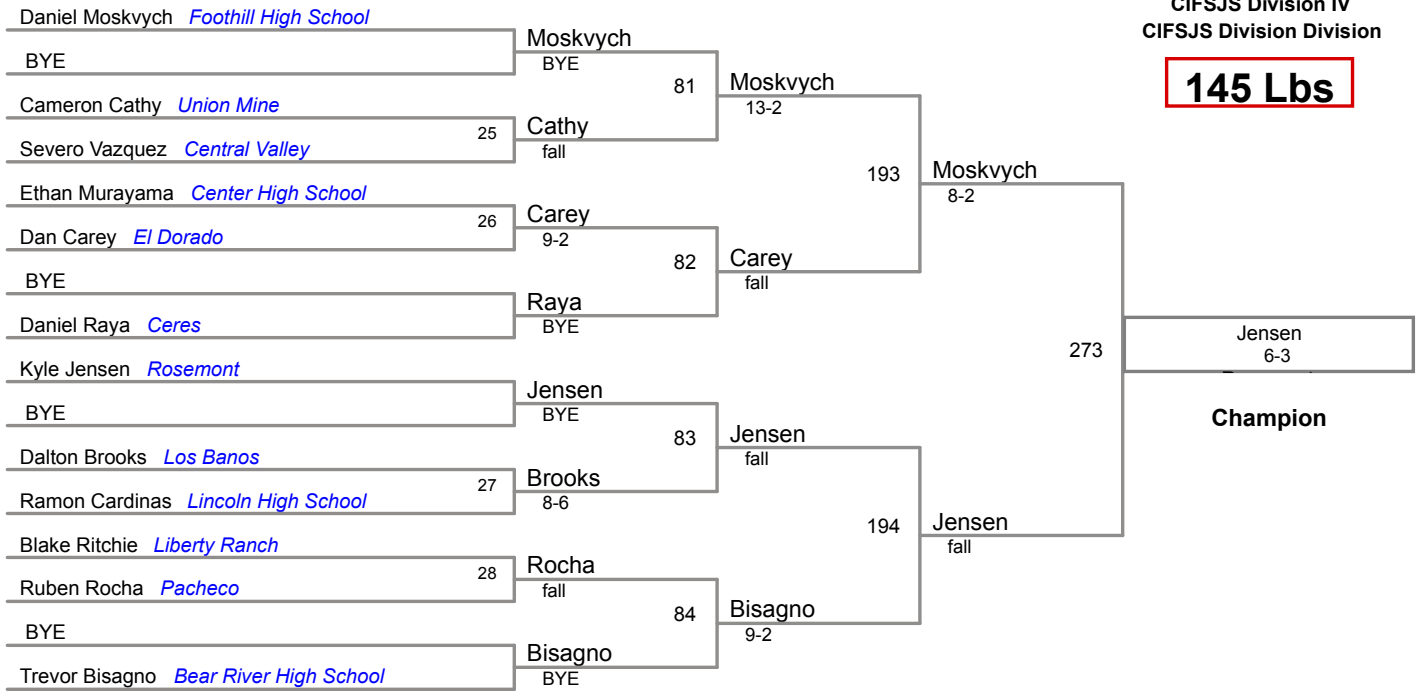 CIFSJS Division IV
CIFSJS Division Division
145 Lbs
Daniel Moskvych Foothill High School
BYE
Cameron Cathy Union Mine
Severo Vazquez Central Valley
Ethan Murayama Center High School
Dan Carey El Dorado
BYE
Daniel Raya Ceres
Kyle Jensen Rosemont
BYE
Dalton Brooks Los Banos
Ramon Cardinas Lincoln High School
Blake Ritchie Liberty Ranch
Ruben Rocha Pacheco
BYE
Trevor Bisagno Bear River High School
25
26
27
28
Moskvych
BYE
Cathy
fall
Carey
9-2
Raya
BYE
Jensen
BYE
Brooks
8-6
Rocha
fall
Bisagno
BYE
81
82
83
84
Moskvych
13-2
Carey
fall
Jensen
fall
Bisagno
9-2
193
194
Moskvych
8-2
Jensen
fall
273
Jensen
6-3
Champion